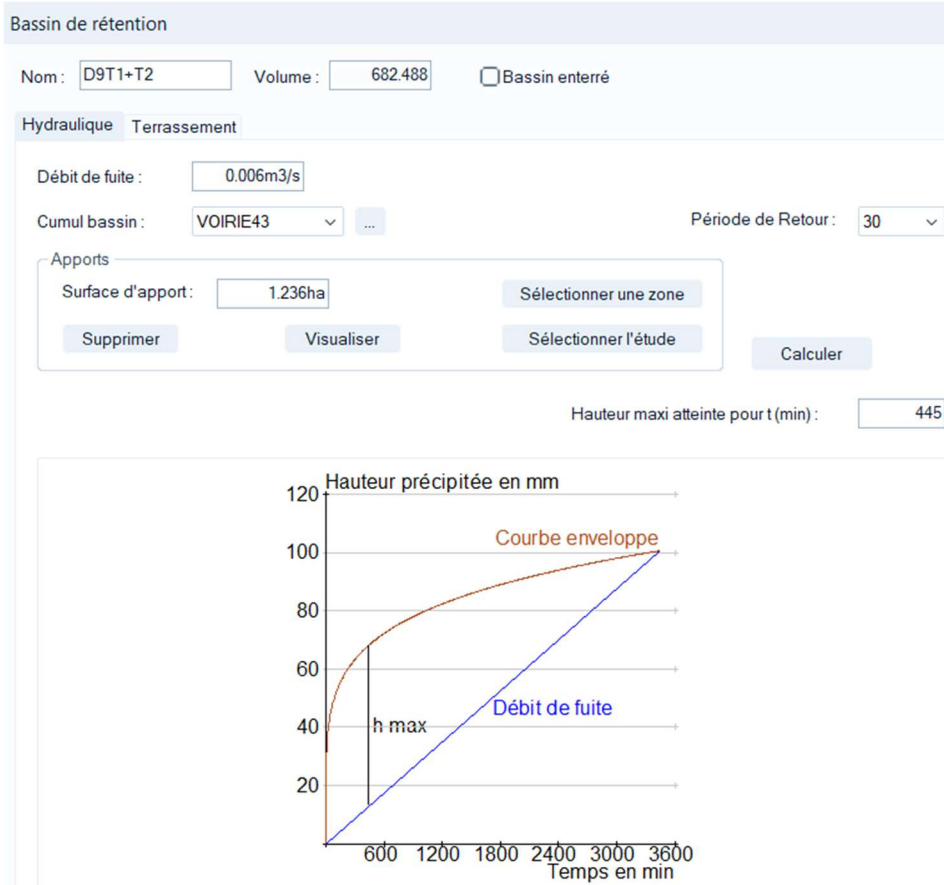 Bassin de rétention
Nom : D9T1+T2 Volume : 682.488 Bassin enterré
Hydraulique Terrassement
Débit de fuite : 0.006m3/s
Cumul bassin : VOIRIE43 ... Période de Retour : 30
Apports
Surface d'apport : 1.236ha Sélectionner une zone
Supprimer Visualiser Sélectionner l'étude
Calculer
Hauteur maxi atteinte pour t (min) : 445
Hauteur précipitée en mm
120
Courbe enveloppe
100
80
60
Débit de fuite
40 h max
20
600 1200 1800 2400 3000 3600
Temps en min